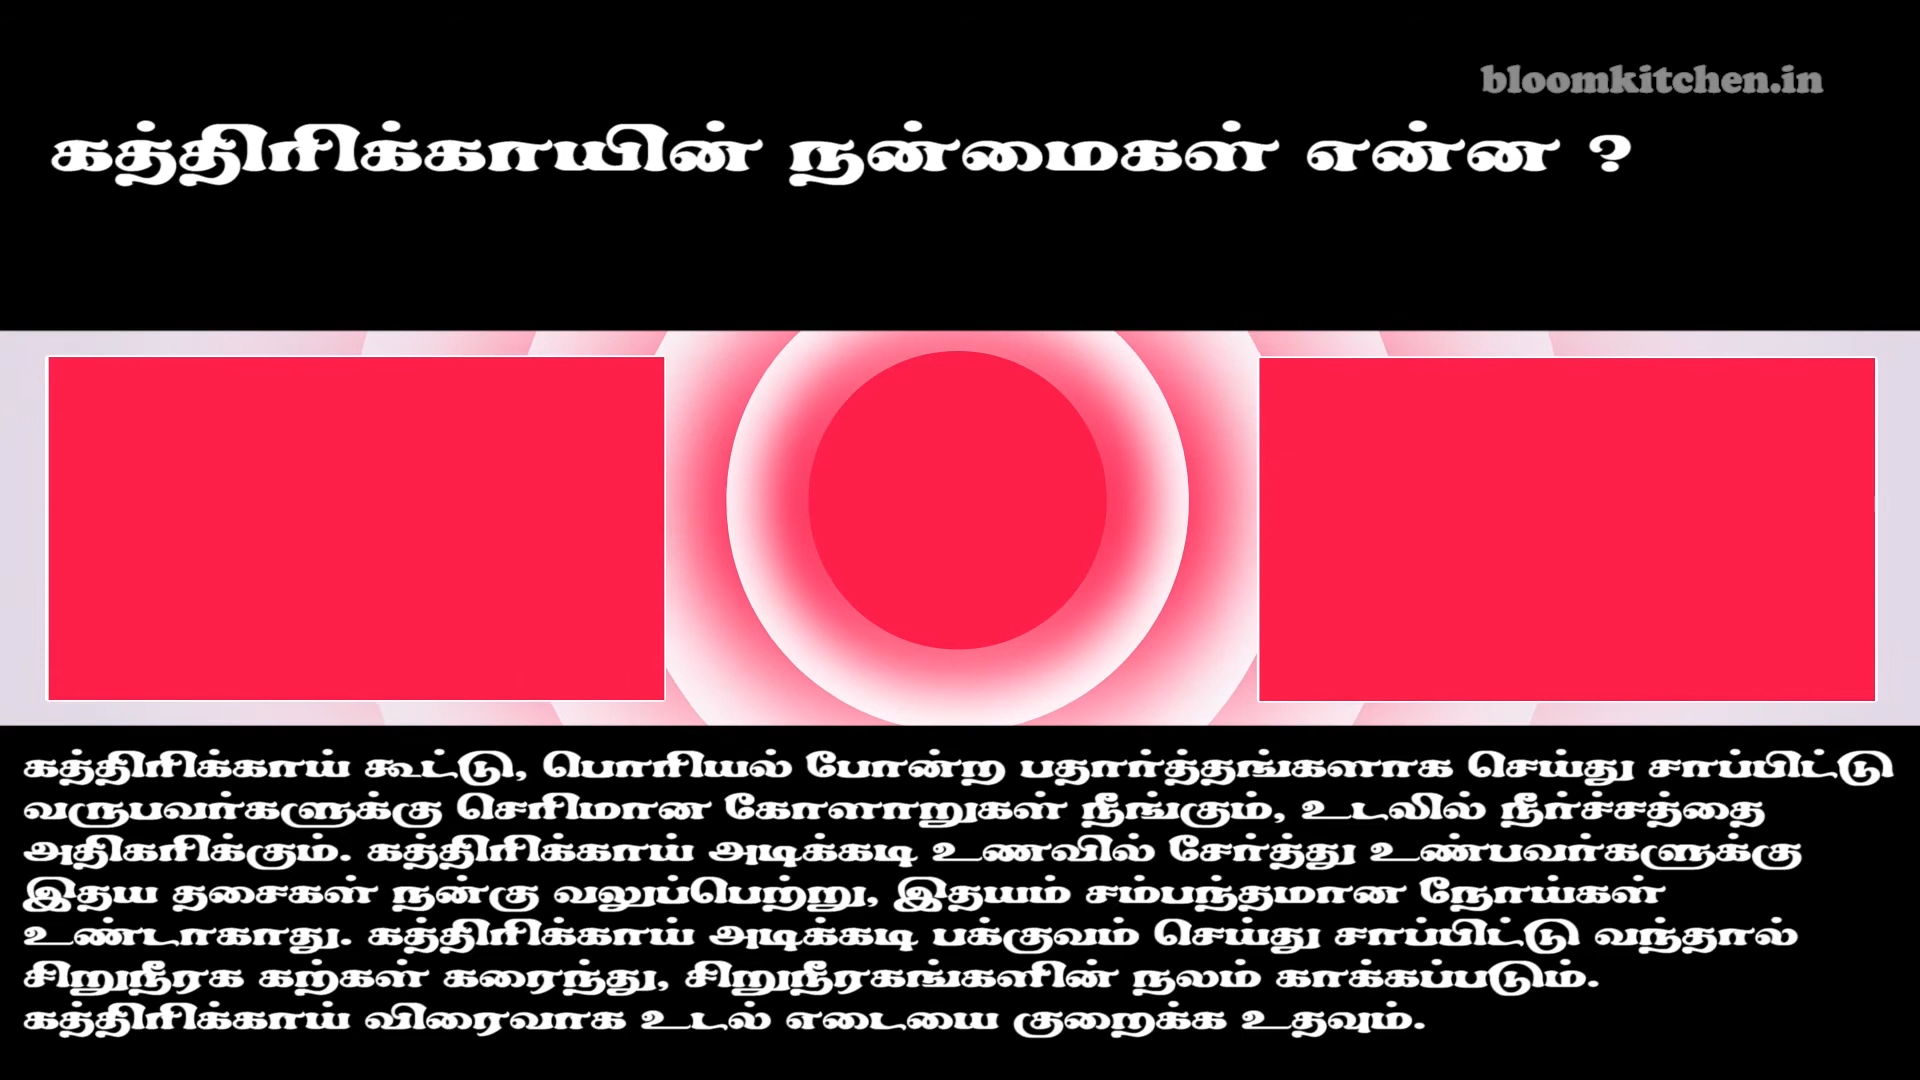 bloomkitchen.in
கத்திரிக்காயின் நன்மைகள் என்ன ?
கத்திரிக்காய் கூட்டு, பொரியல் போன்ற பதார்த்தங்களாக செய்து சாப்பிட்டு
வருபவர்களுக்கு செரிமான கோளாறுகள் நீங்கும், உடலில் நீர்ச்சத்தை
அதிகரிக்கும். கத்திரிக்காய் அடிக்கடி உணவில் சேர்த்து உண்பவர்களுக்கு
இதய தசைகள் நன்கு வலுப்பெற்று, இதயம் சம்பந்தமான நோய்கள்
உண்டாகாது. கத்திரிக்காய் அடிக்கடி பக்குவம் செய்து சாப்பிட்டு வந்தால்
சிறுநீரக கற்கள் கரைந்து, சிறுநீரகங்களின் நலம் காக்கப்படும்.
கத்திரிக்காய் விரைவாக உடல் எடையை குறைக்க உதவும்.